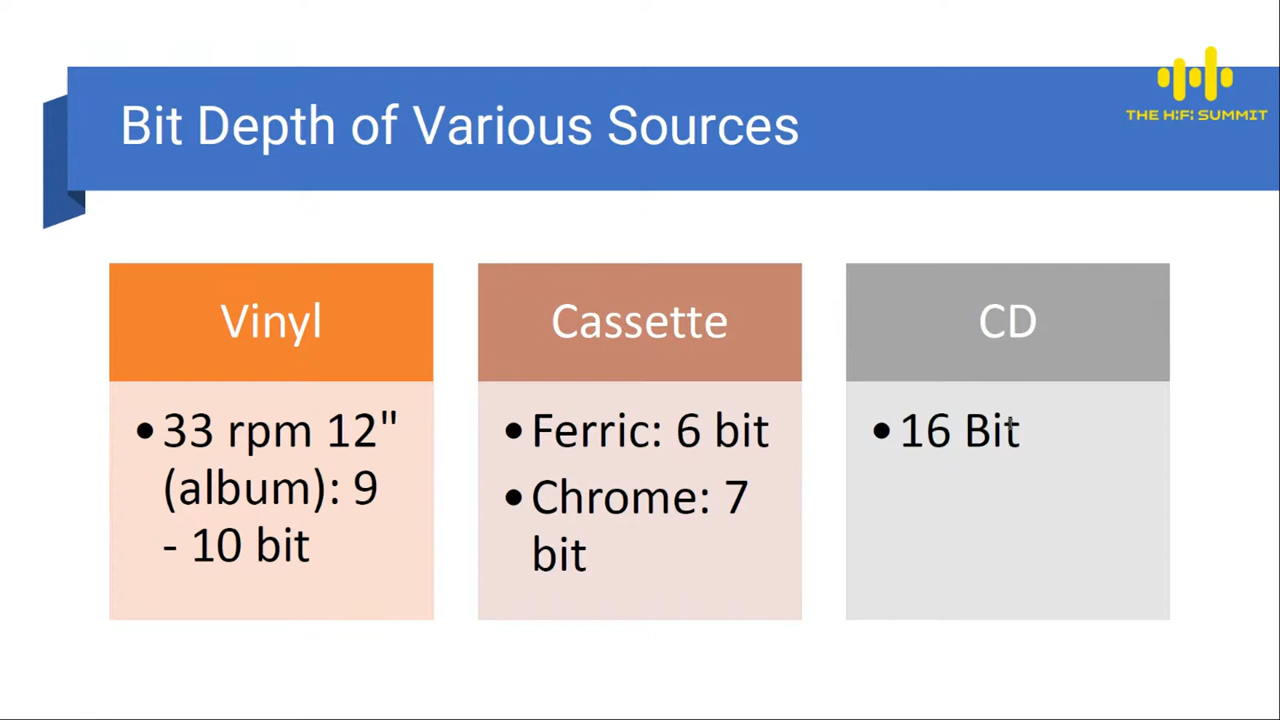 THE HiFi SUMMIT
Bit Depth of Various Sources
Vinyl
•33 rpm 12"
(album): 9
- 10 bit
Cassette
•Ferric: 6 bit
•Chrome: 7
bit
CD
•16 Bit